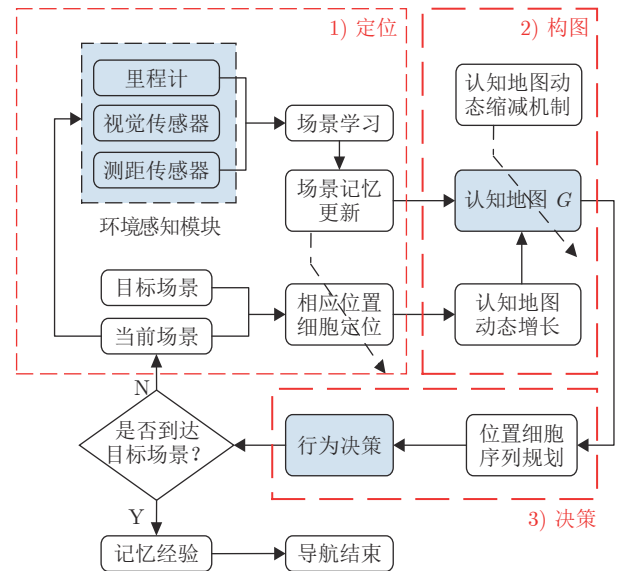 1) 定位
2) 构图
里程计
视觉传感器
测距传感器
环境感知模块
场景学习
场景记忆
更新
认知地图动
态缩减机制
认知地图 G
目标场景
当前场景
相应位置
细胞定位
认知地图
动态增长
N
是否到达
目标场景?
行为决策
位置细胞
序列规划
3) 决策
Y
记忆经验
导航结束